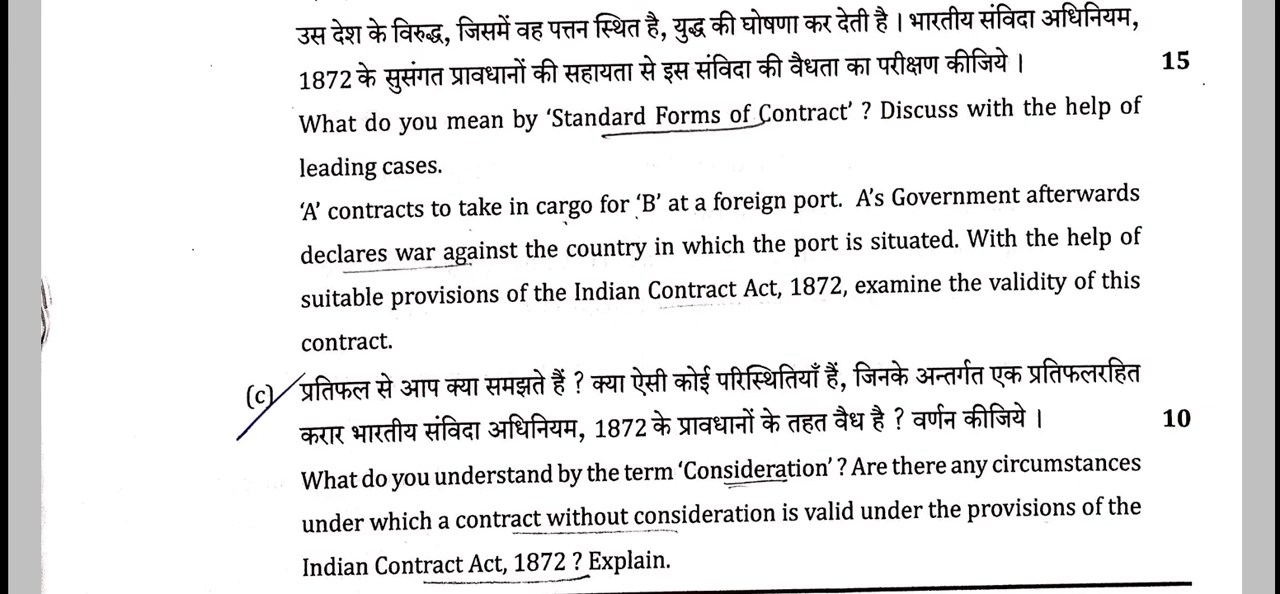 उस देश के विरुद्ध, जिसमें वह पत्तन स्थित है, युद्ध की घोषणा कर देती है । भारतीय संविदा अधिनियम,
1872 के सुसंगत प्रावधानों की सहायता से इस संविदा की वैधता का परीक्षण कीजिये । 15
What do you mean by ‘Standard Forms of Contract’ ? Discuss with the help of
leading cases.
‘A’ contracts to take in cargo for ‘B’ at a foreign port. A’s Government afterwards
declares war against the country in which the port is situated. With the help of
suitable provisions of the Indian Contract Act, 1872, examine the validity of this
contract.
(c) प्रतिफल से आप क्या समझते हैं ? क्या ऐसी कोई परिस्थितियाँ हैं, जिनके अन्तर्गत एक प्रतिफलरहित
करार भारतीय संविदा अधिनियम, 1872 के प्रावधानों के तहत वैध है ? वर्णन कीजिये । 10
What do you understand by the term ‘Consideration’ ? Are there any circumstances
under which a contract without consideration is valid under the provisions of the
Indian Contract Act, 1872 ? Explain.